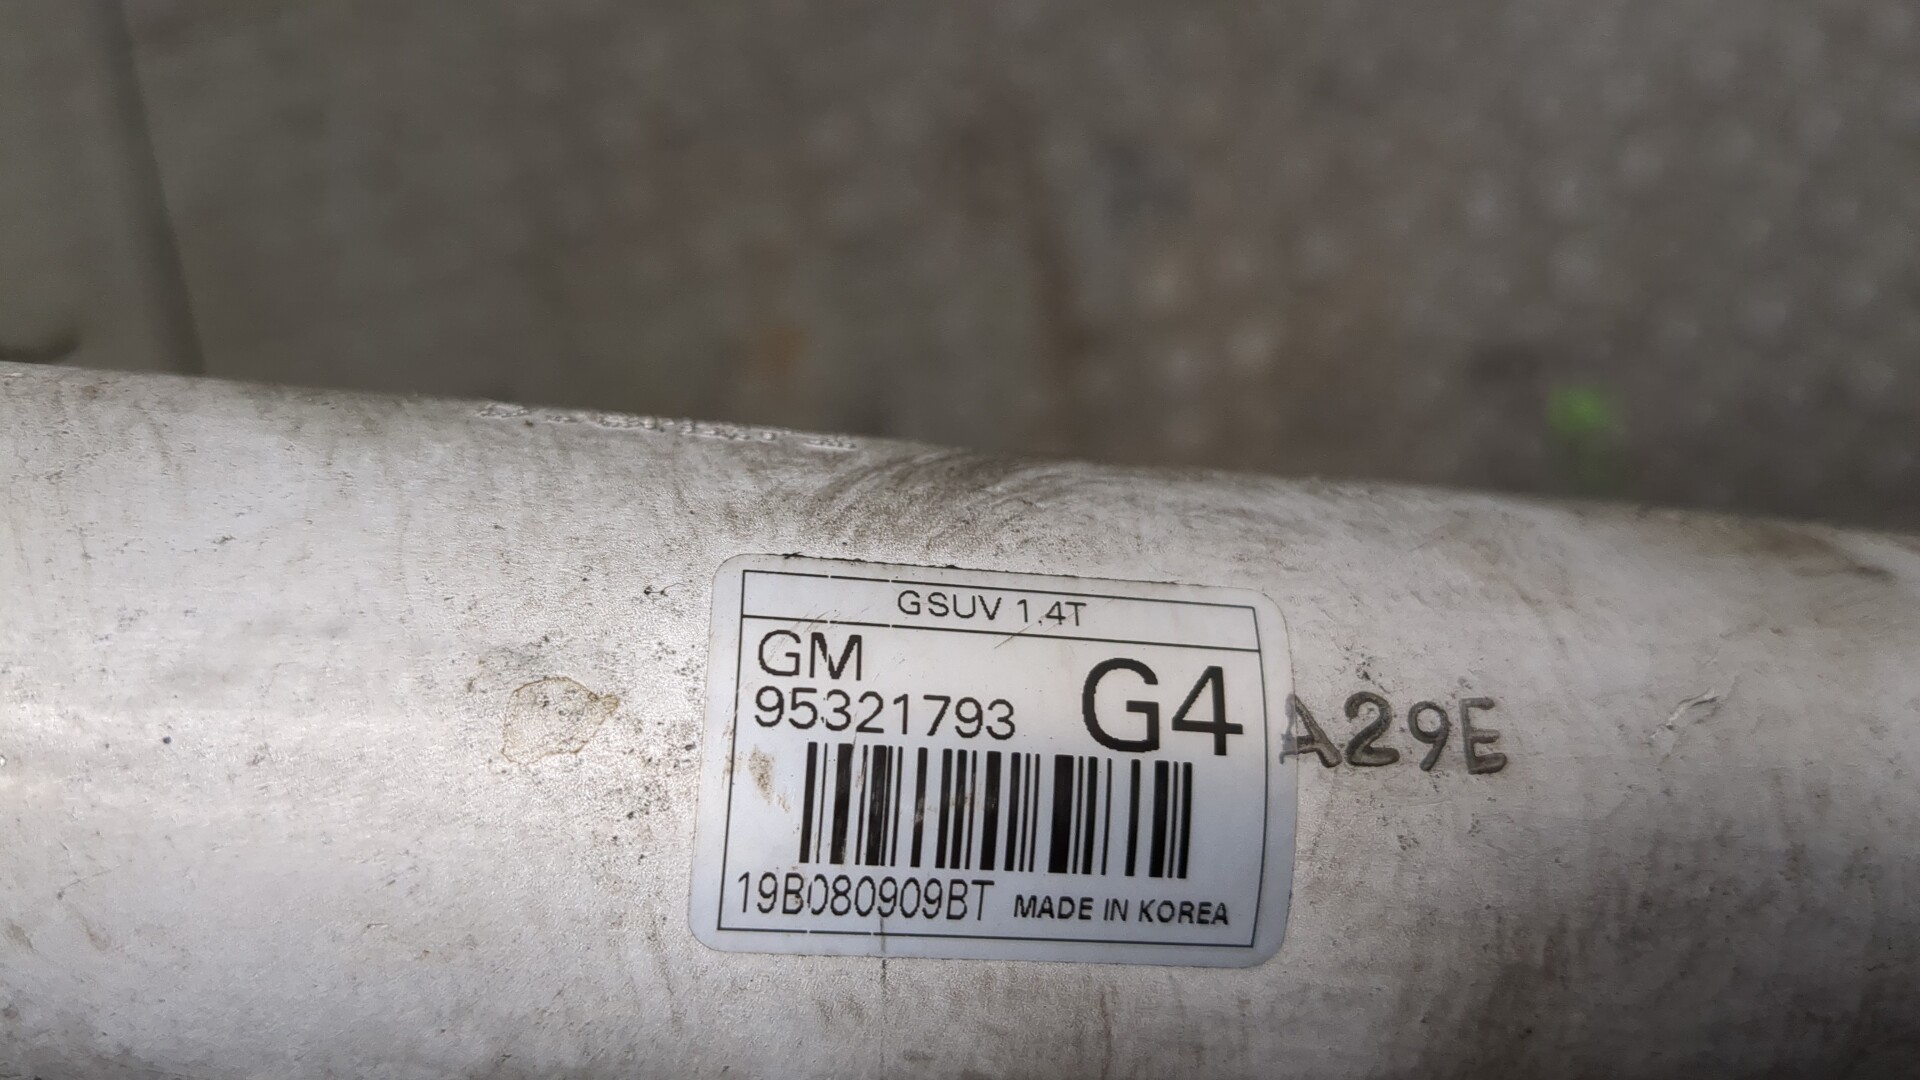 GSUV 1.4T
GM
95321793 G4
A29E
19B080909BT MADE IN KOREA